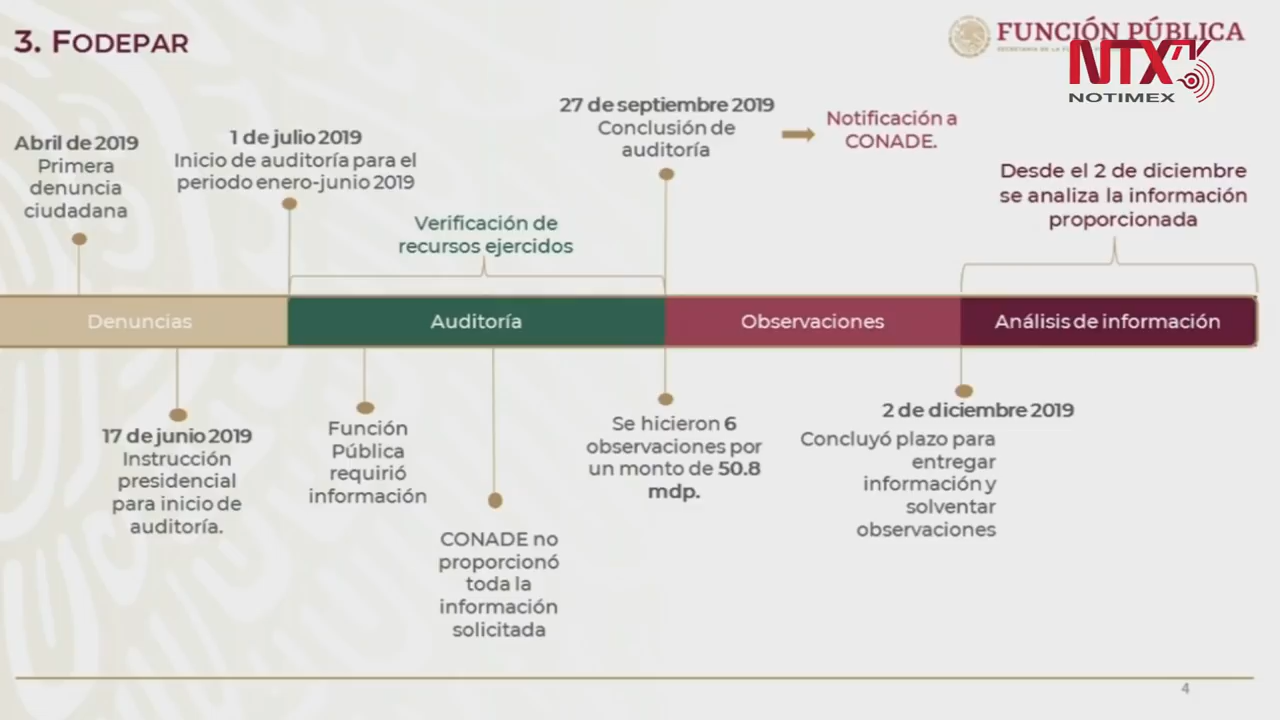 3. FODEPAR
FUNCIÓN PÚBLICA
NTX
NOTIMEX
Abril de 2019
Primera
denuncia
ciudadana
1 de julio 2019
Inicio de auditoría para el
periodo enero-junio 2019
27 de septiembre 2019
Conclusión de
auditoría
Notificación a
CONADE.
Desde el 2 de diciembre
se analiza la información
proporcionada
Verificación de
recursos ejercidos
Denuncias
Auditoría
Observaciones
Análisis de información
17 de junio 2019
Instrucción
presidencial
para inicio de
auditoría.
Función
Pública
requirió
información
CONADE no
proporcionó
toda la
información
solicitada
Se hicieron 6
observaciones por
un monto de 50.8
mdp.
2 de diciembre 2019
Concluyó plazo para
entregar
información y
solventar
observaciones
4